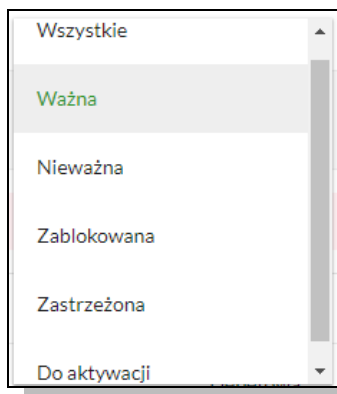 Wszystkie
Ważna
Nieważna
Zablokowana
Zastrzeżona
Do aktywacji